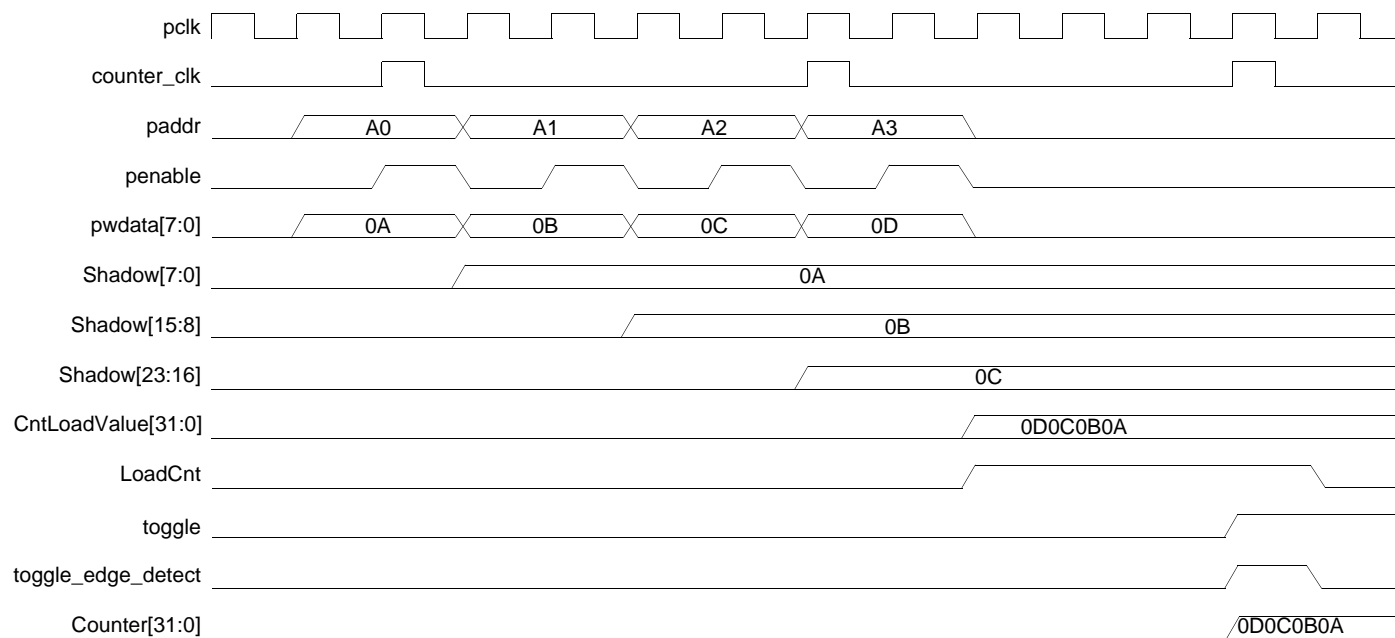 pclk
counter_clk
paddr A0 A1 A2 A3
penable
pwdata[7:0] 0A 0B 0C 0D
Shadow[7:0] 0A
Shadow[15:8] 0B
Shadow[23:16] 0C
CntLoadValue[31:0] 0D0C0B0A
LoadCnt
toggle
toggle_edge_detect
Counter[31:0] 0D0C0B0A